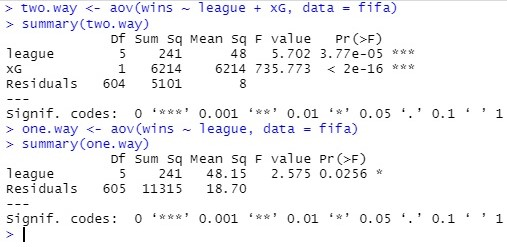 > two.way <- aov(wins ~ league + xG, data = fifa)
> summary(two.way)
             Df Sum Sq Mean Sq F value   Pr(>F)    
league        5    241      48   5.702 3.77e-05 ***
xG            1   6214    6214 735.773  < 2e-16 ***
Residuals   604   5101       8                     
---
Signif. codes:  0 ‘***’ 0.001 ‘**’ 0.01 ‘*’ 0.05 ‘.’ 0.1 ‘ ’ 1
> one.way <- aov(wins ~ league, data = fifa)
> summary(one.way)
             Df Sum Sq Mean Sq F value Pr(>F)  
league        5    241   48.15   2.575 0.0256 *
Residuals   605  11315   18.70                 
---
Signif. codes:  0 ‘***’ 0.001 ‘**’ 0.01 ‘*’ 0.05 ‘.’ 0.1 ‘ ’ 1
>